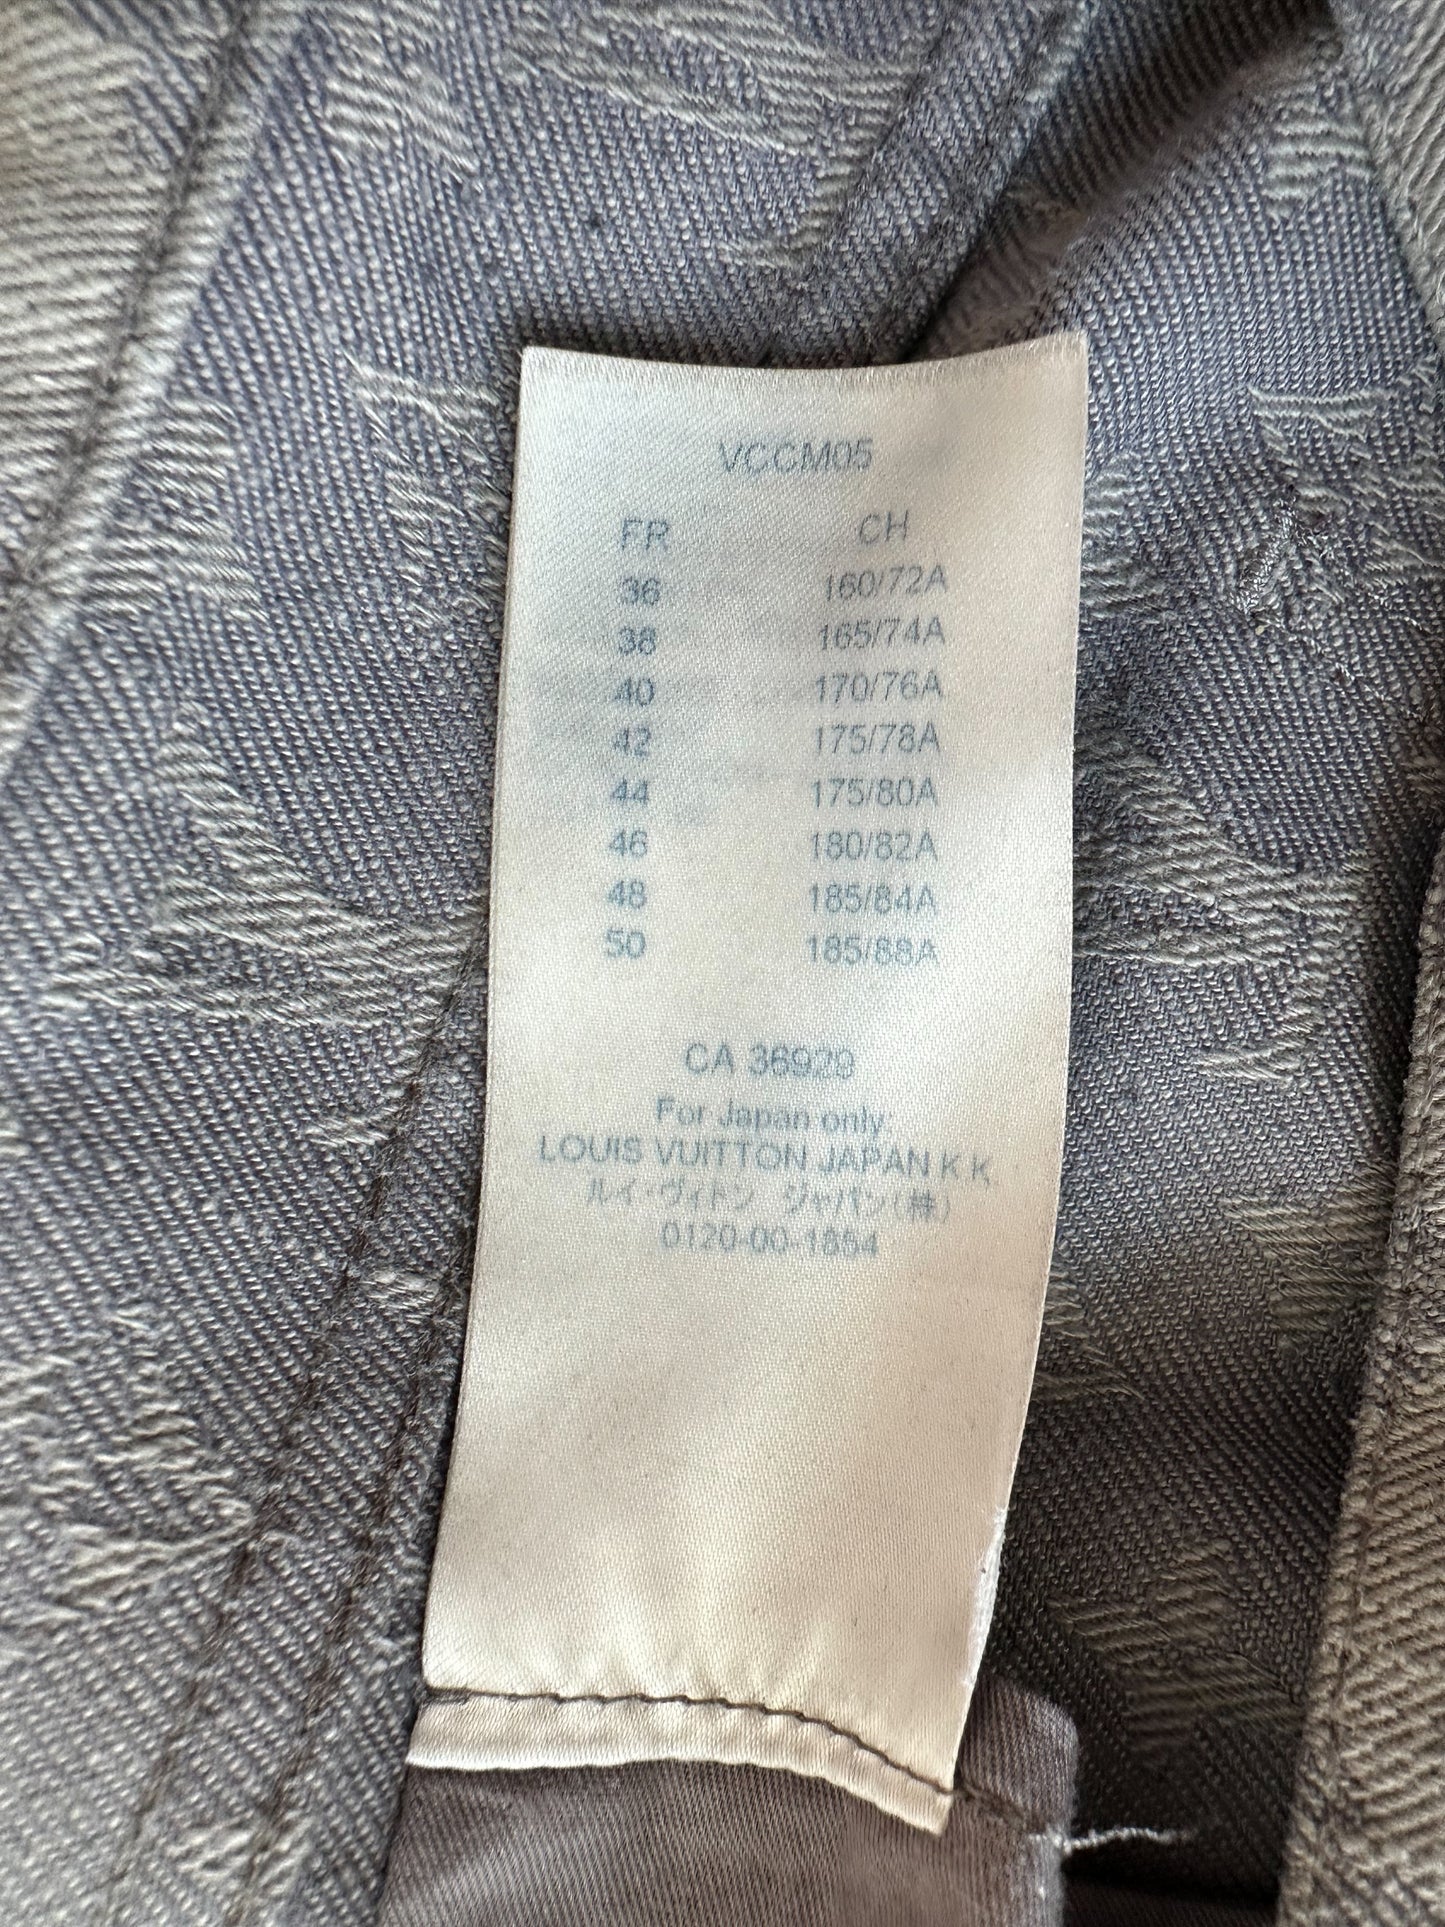 VCCM05
FR CH
36 160/72A
38 165/74A
40 170/76A
42 175/78A
44 175/80A
46 180/82A
48 185/84A
50 185/88A
CA 36929
For Japan only:
LOUIS VUITTON JAPAN K.K.
ルイ・ヴィトン ジャパン(株)
0120-00-1854